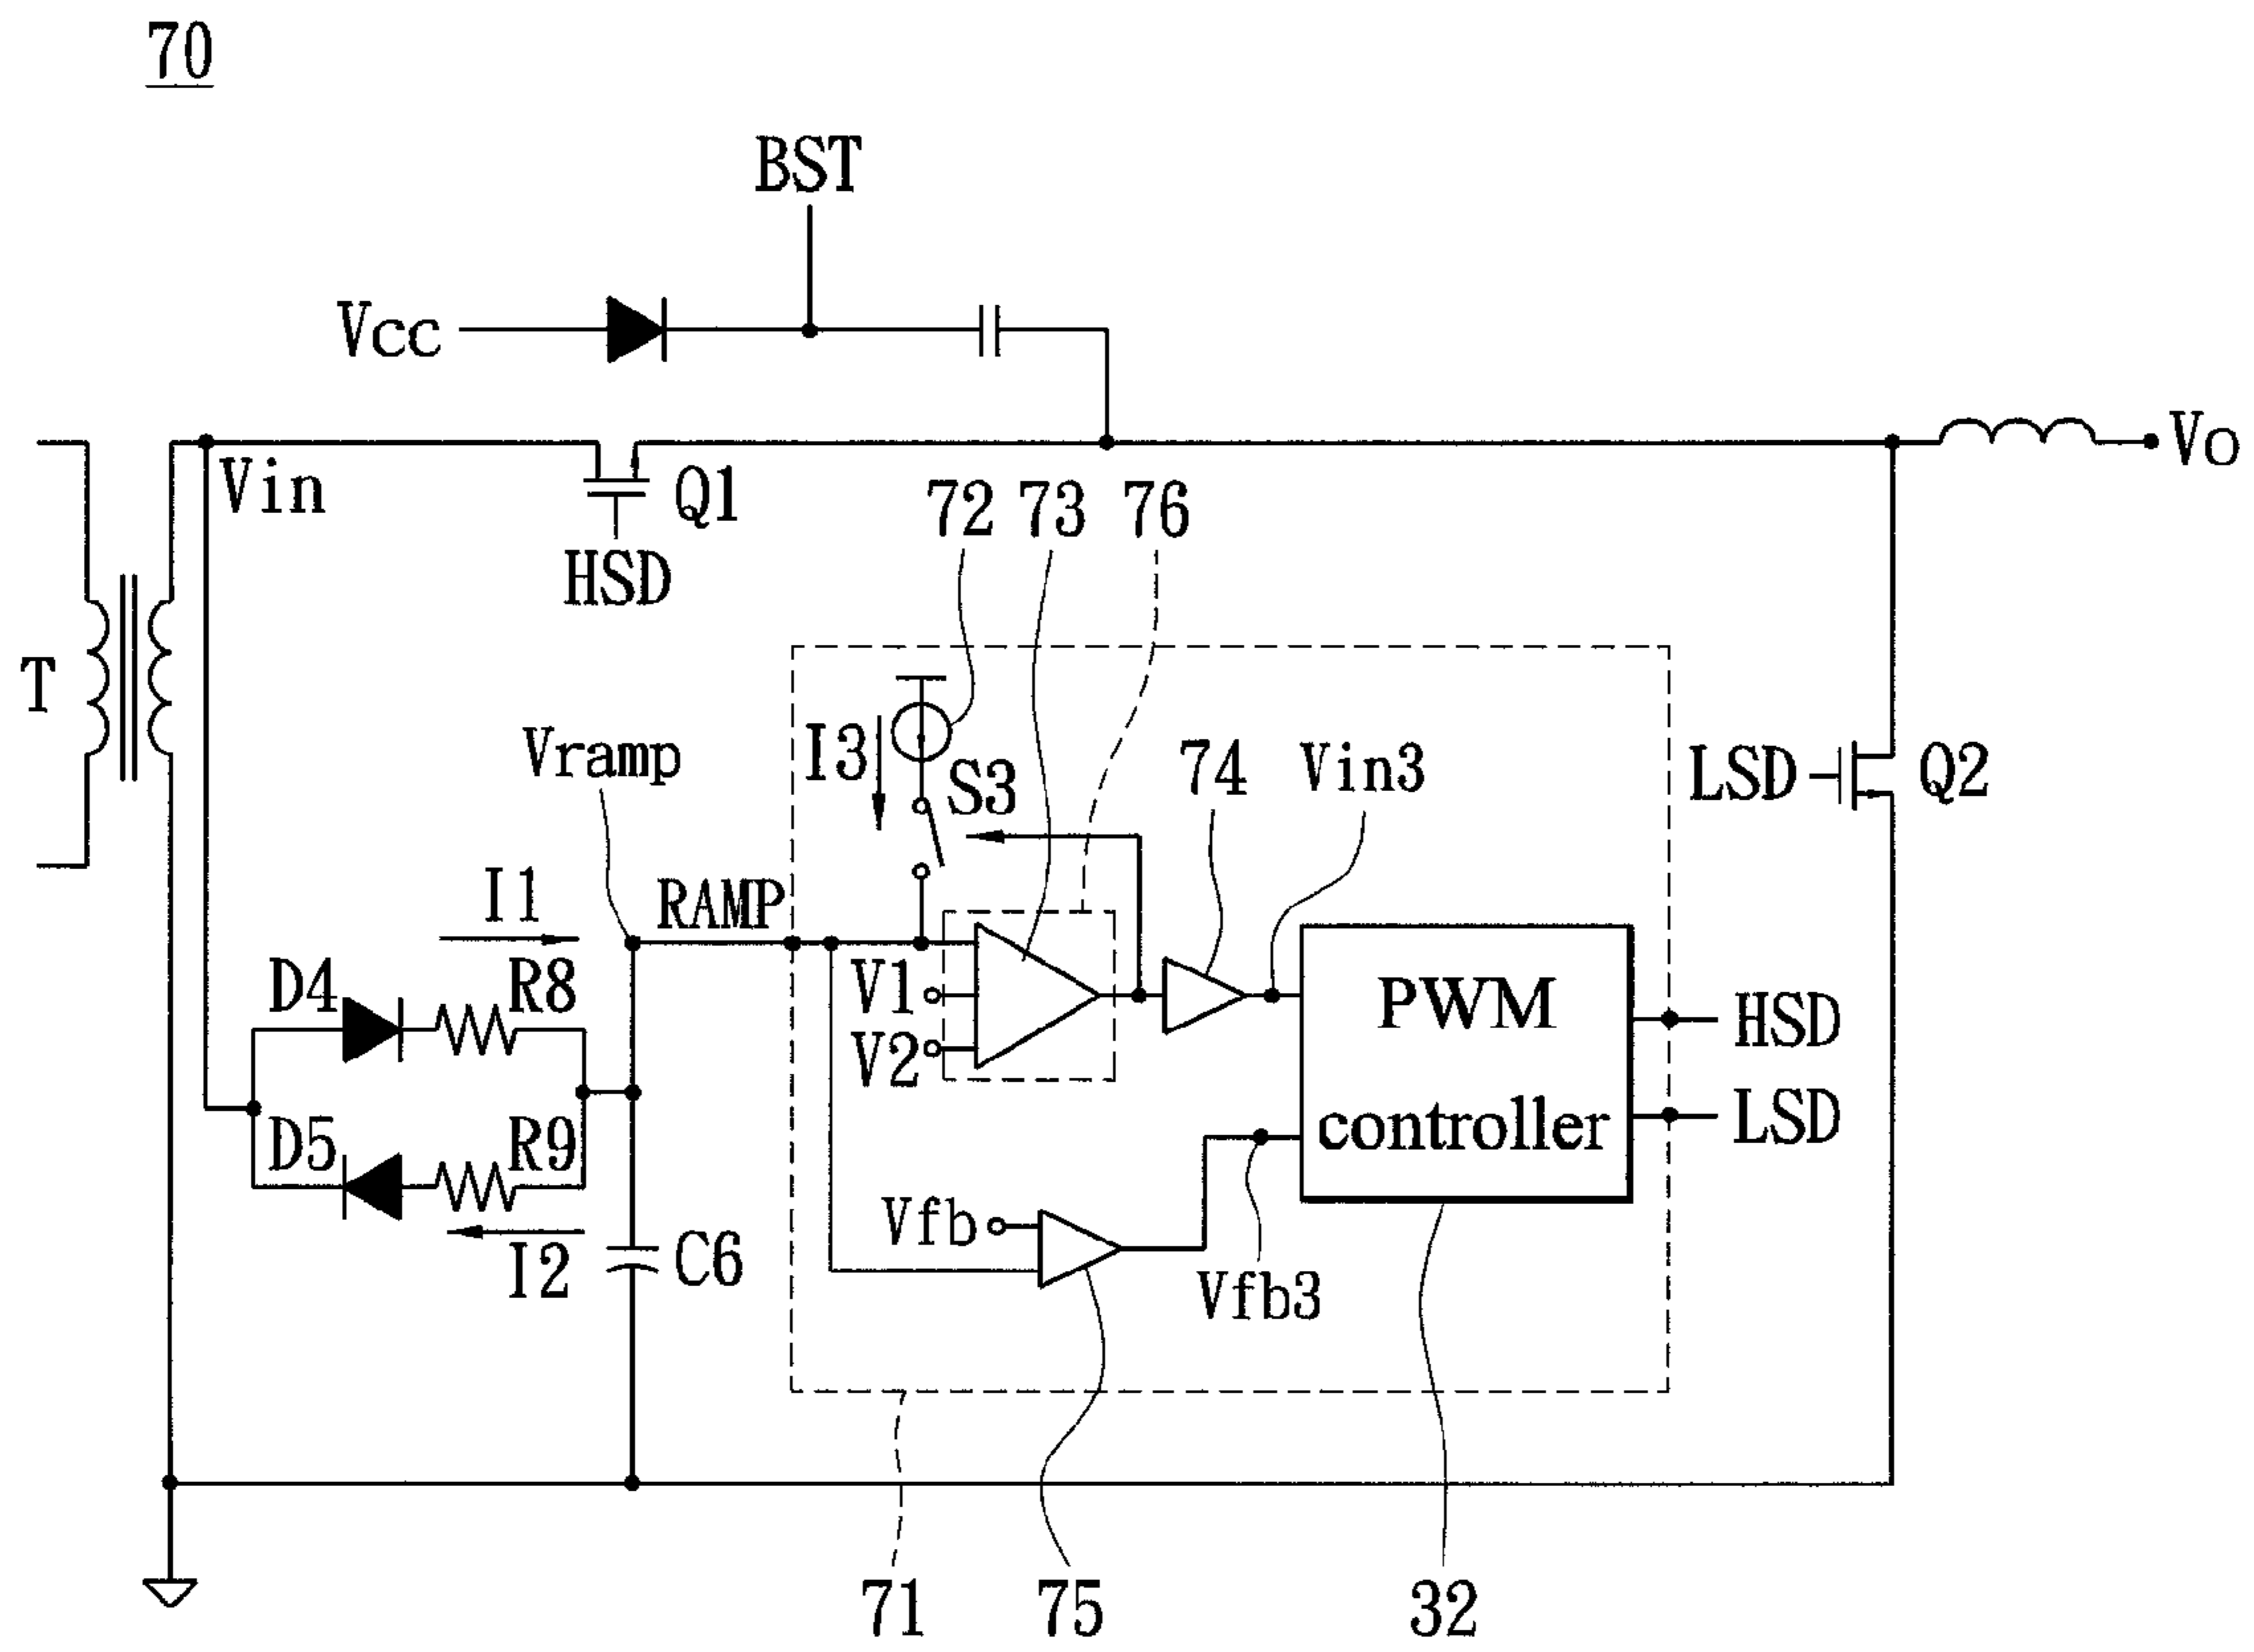 70
BST
Vcc
Vo
Vin
Q1
72
73
76
HSD
T
Vramp
I3
S3
74
Vin3
LSD
Q2
I1
RAMP
D4
R8
V1
V2
PWM
controller
HSD
LSD
D5
R9
I2
C6
Vfb
Vfb3
71
75
32